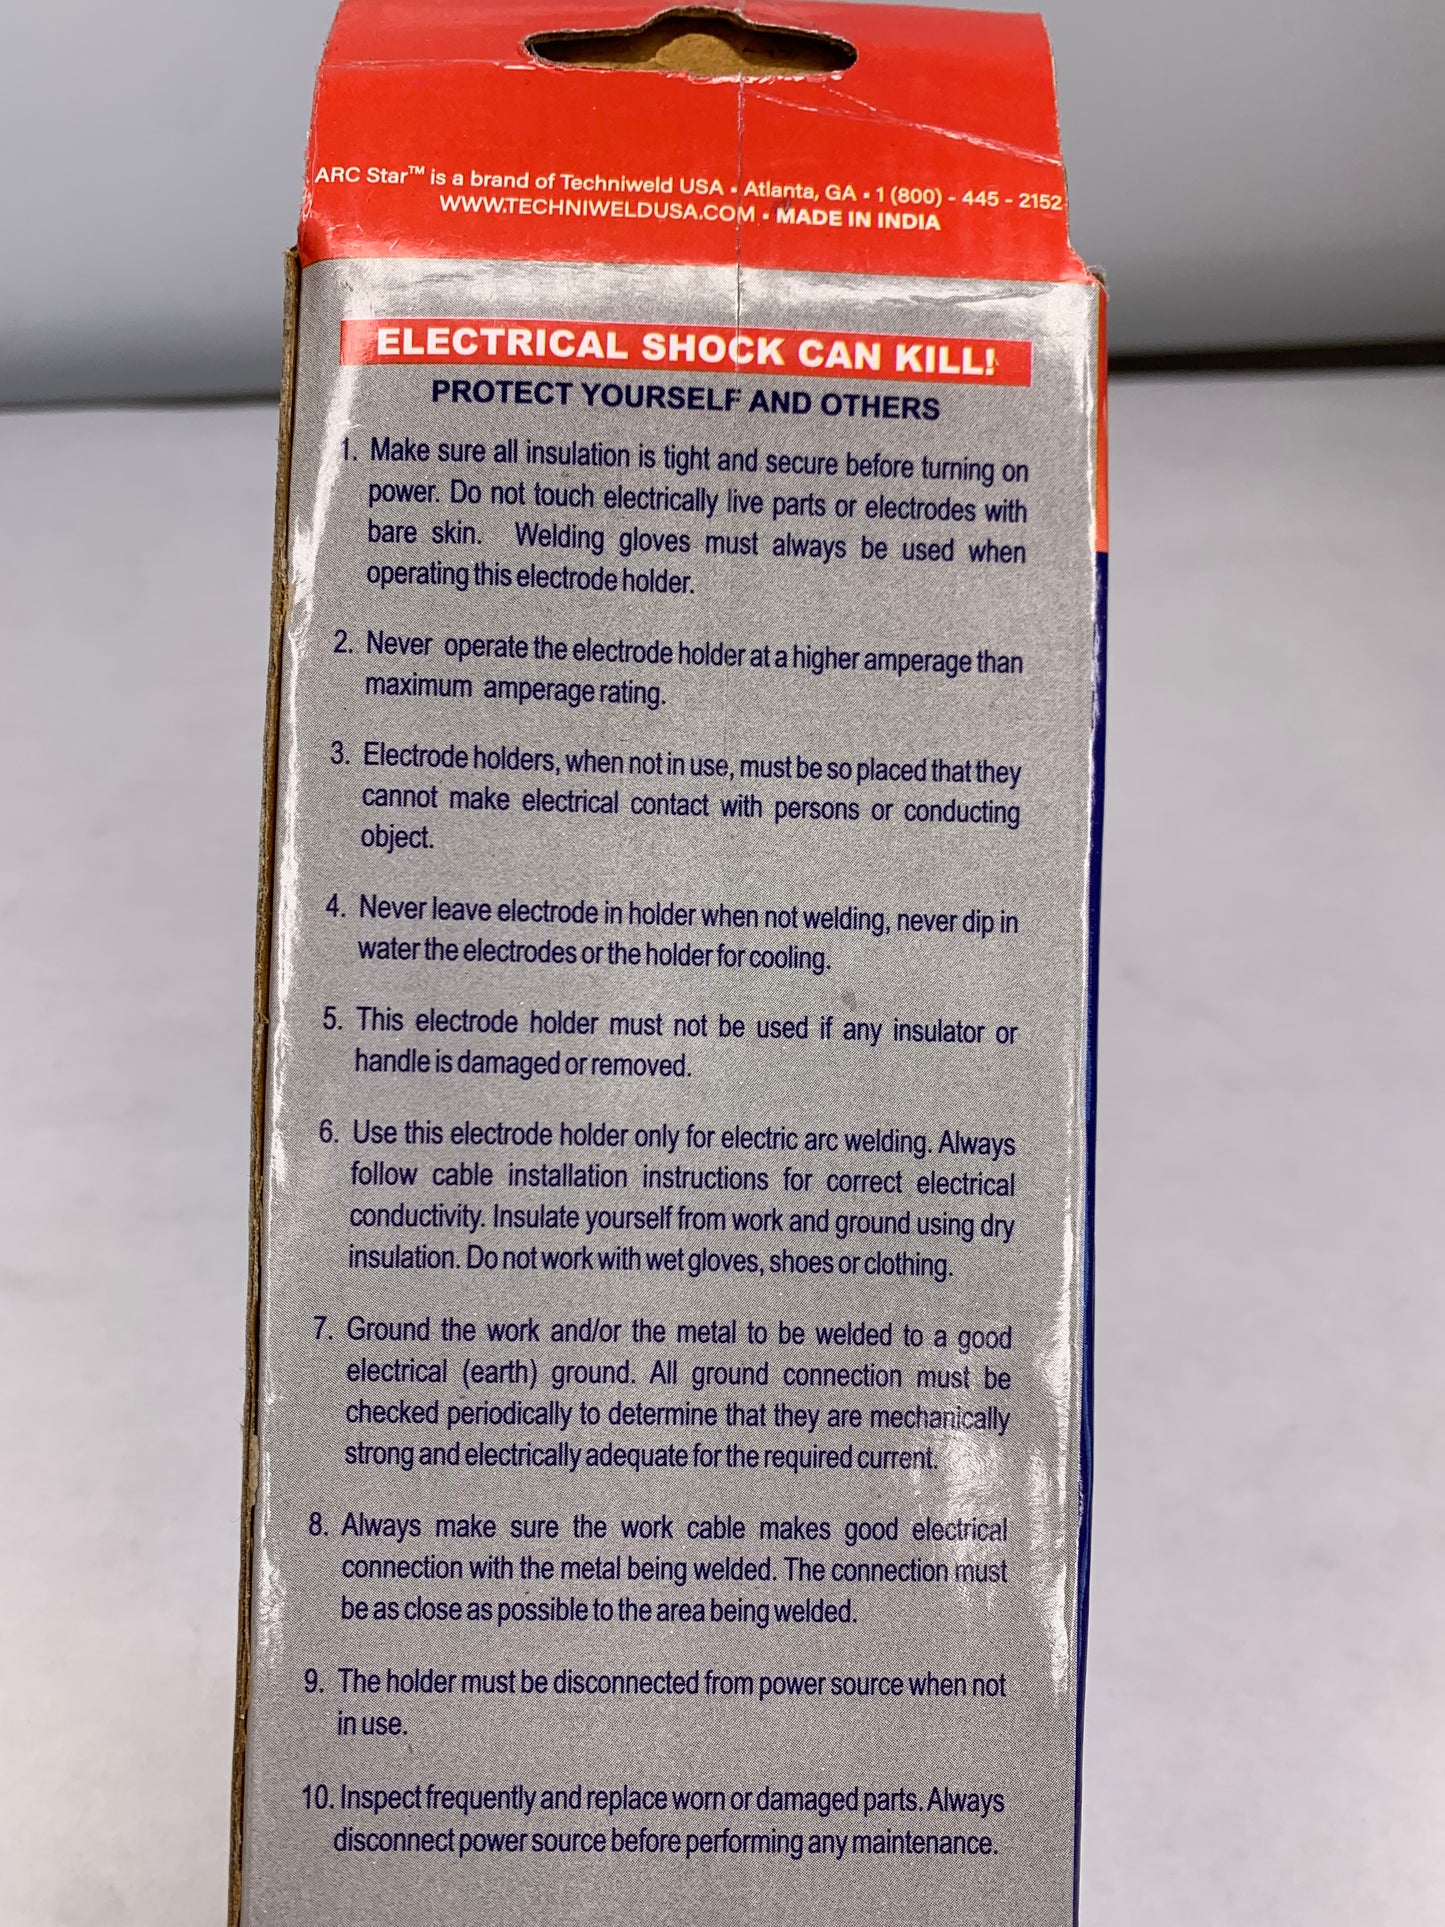 ARC Star™ is a brand of Techniweld USA • Atlanta, GA • 1 (800) - 445 - 2152
WWW.TECHNIWELDUSA.COM • MADE IN INDIA
ELECTRICAL SHOCK CAN KILL!
PROTECT YOURSELF AND OTHERS
1. Make sure all insulation is tight and secure before turning on
power. Do not touch electrically live parts or electrodes with
bare skin. Welding gloves must always be used when
operating this electrode holder.
2. Never operate the electrode holder at a higher amperage than
maximum amperage rating.
3. Electrode holders, when not in use, must be so placed that they
cannot make electrical contact with persons or conducting
object.
4. Never leave electrode in holder when not welding, never dip in
water the electrodes or the holder for cooling.
5. This electrode holder must not be used if any insulator or
handle is damaged or removed.
6. Use this electrode holder only for electric arc welding. Always
follow cable installation instructions for correct electrical
conductivity. Insulate yourself from work and ground using dry
insulation. Do not work with wet gloves, shoes or clothing.
7. Ground the work and/or the metal to be welded to a good
electrical (earth) ground. All ground connection must be
checked periodically to determine that they are mechanically
strong and electrically adequate for the required current.
8. Always make sure the work cable makes good electrical
connection with the metal being welded. The connection must
be as close as possible to the area being welded.
9. The holder must be disconnected from power source when not
in use.
10. Inspect frequently and replace worn or damaged parts. Always
disconnect power source before performing any maintenance.